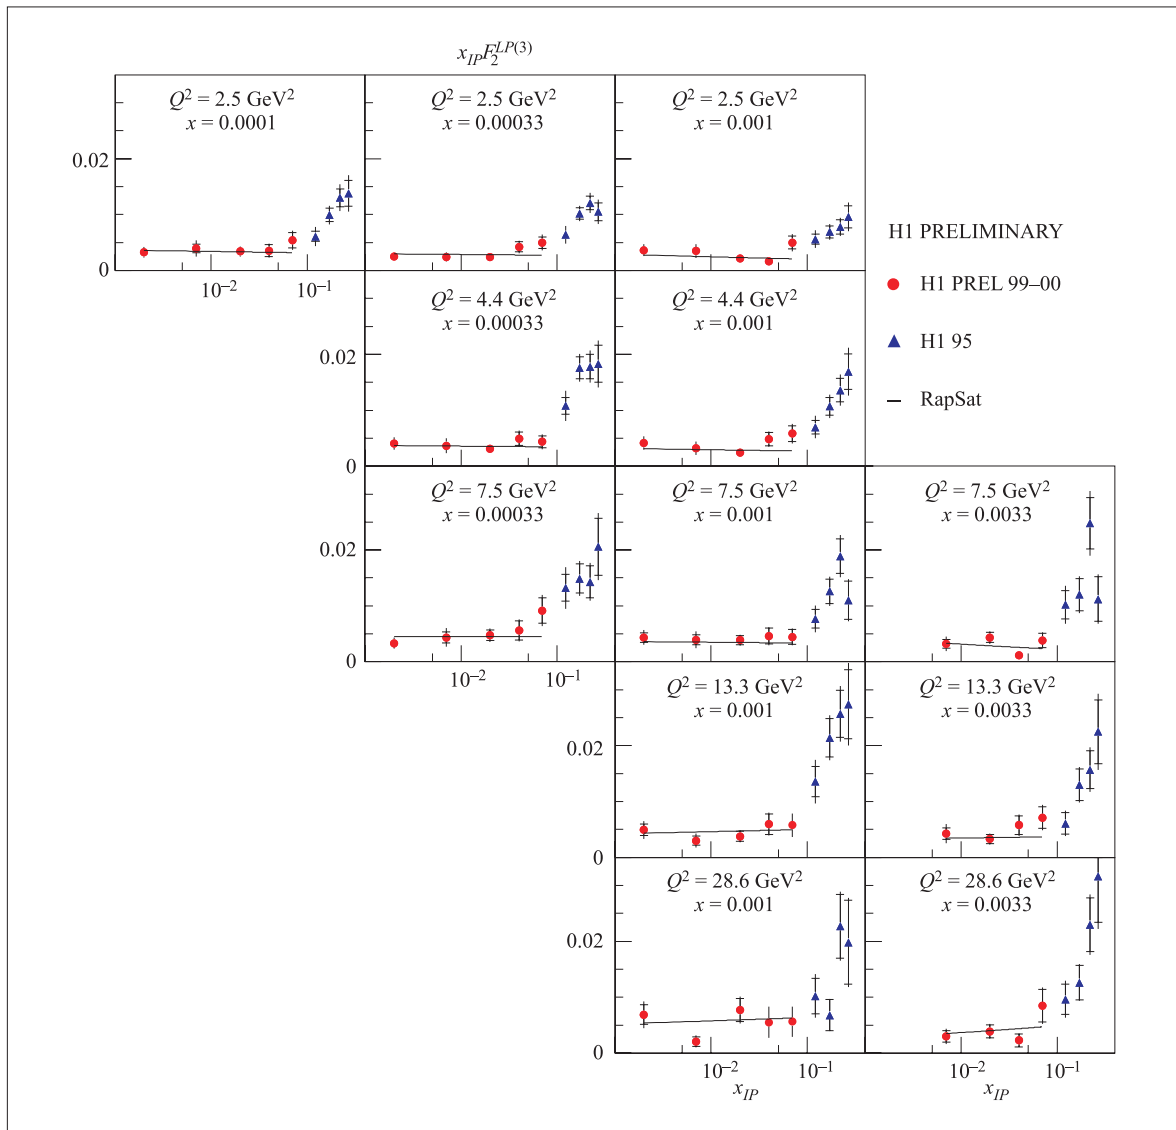 x_{IP}F_2^{LP(3)}
Q² = 2.5 GeV² Q² = 2.5 GeV² Q² = 2.5 GeV²
x = 0.0001 x = 0.00033 x = 0.001
0.02
0
10⁻² 10⁻¹
H1 PRELIMINARY
H1 PREL 99–00
H1 95
RapSat
Q² = 4.4 GeV² Q² = 4.4 GeV²
x = 0.00033 x = 0.001
0.02
0
Q² = 7.5 GeV² Q² = 7.5 GeV² Q² = 7.5 GeV²
x = 0.00033 x = 0.001 x = 0.0033
0.02
0
10⁻² 10⁻¹
Q² = 13.3 GeV² Q² = 13.3 GeV²
x = 0.001 x = 0.0033
0.02
0
Q² = 28.6 GeV² Q² = 28.6 GeV²
x = 0.001 x = 0.0033
0.02
0
10⁻² 10⁻¹ 10⁻² 10⁻¹
x_{IP} x_{IP}